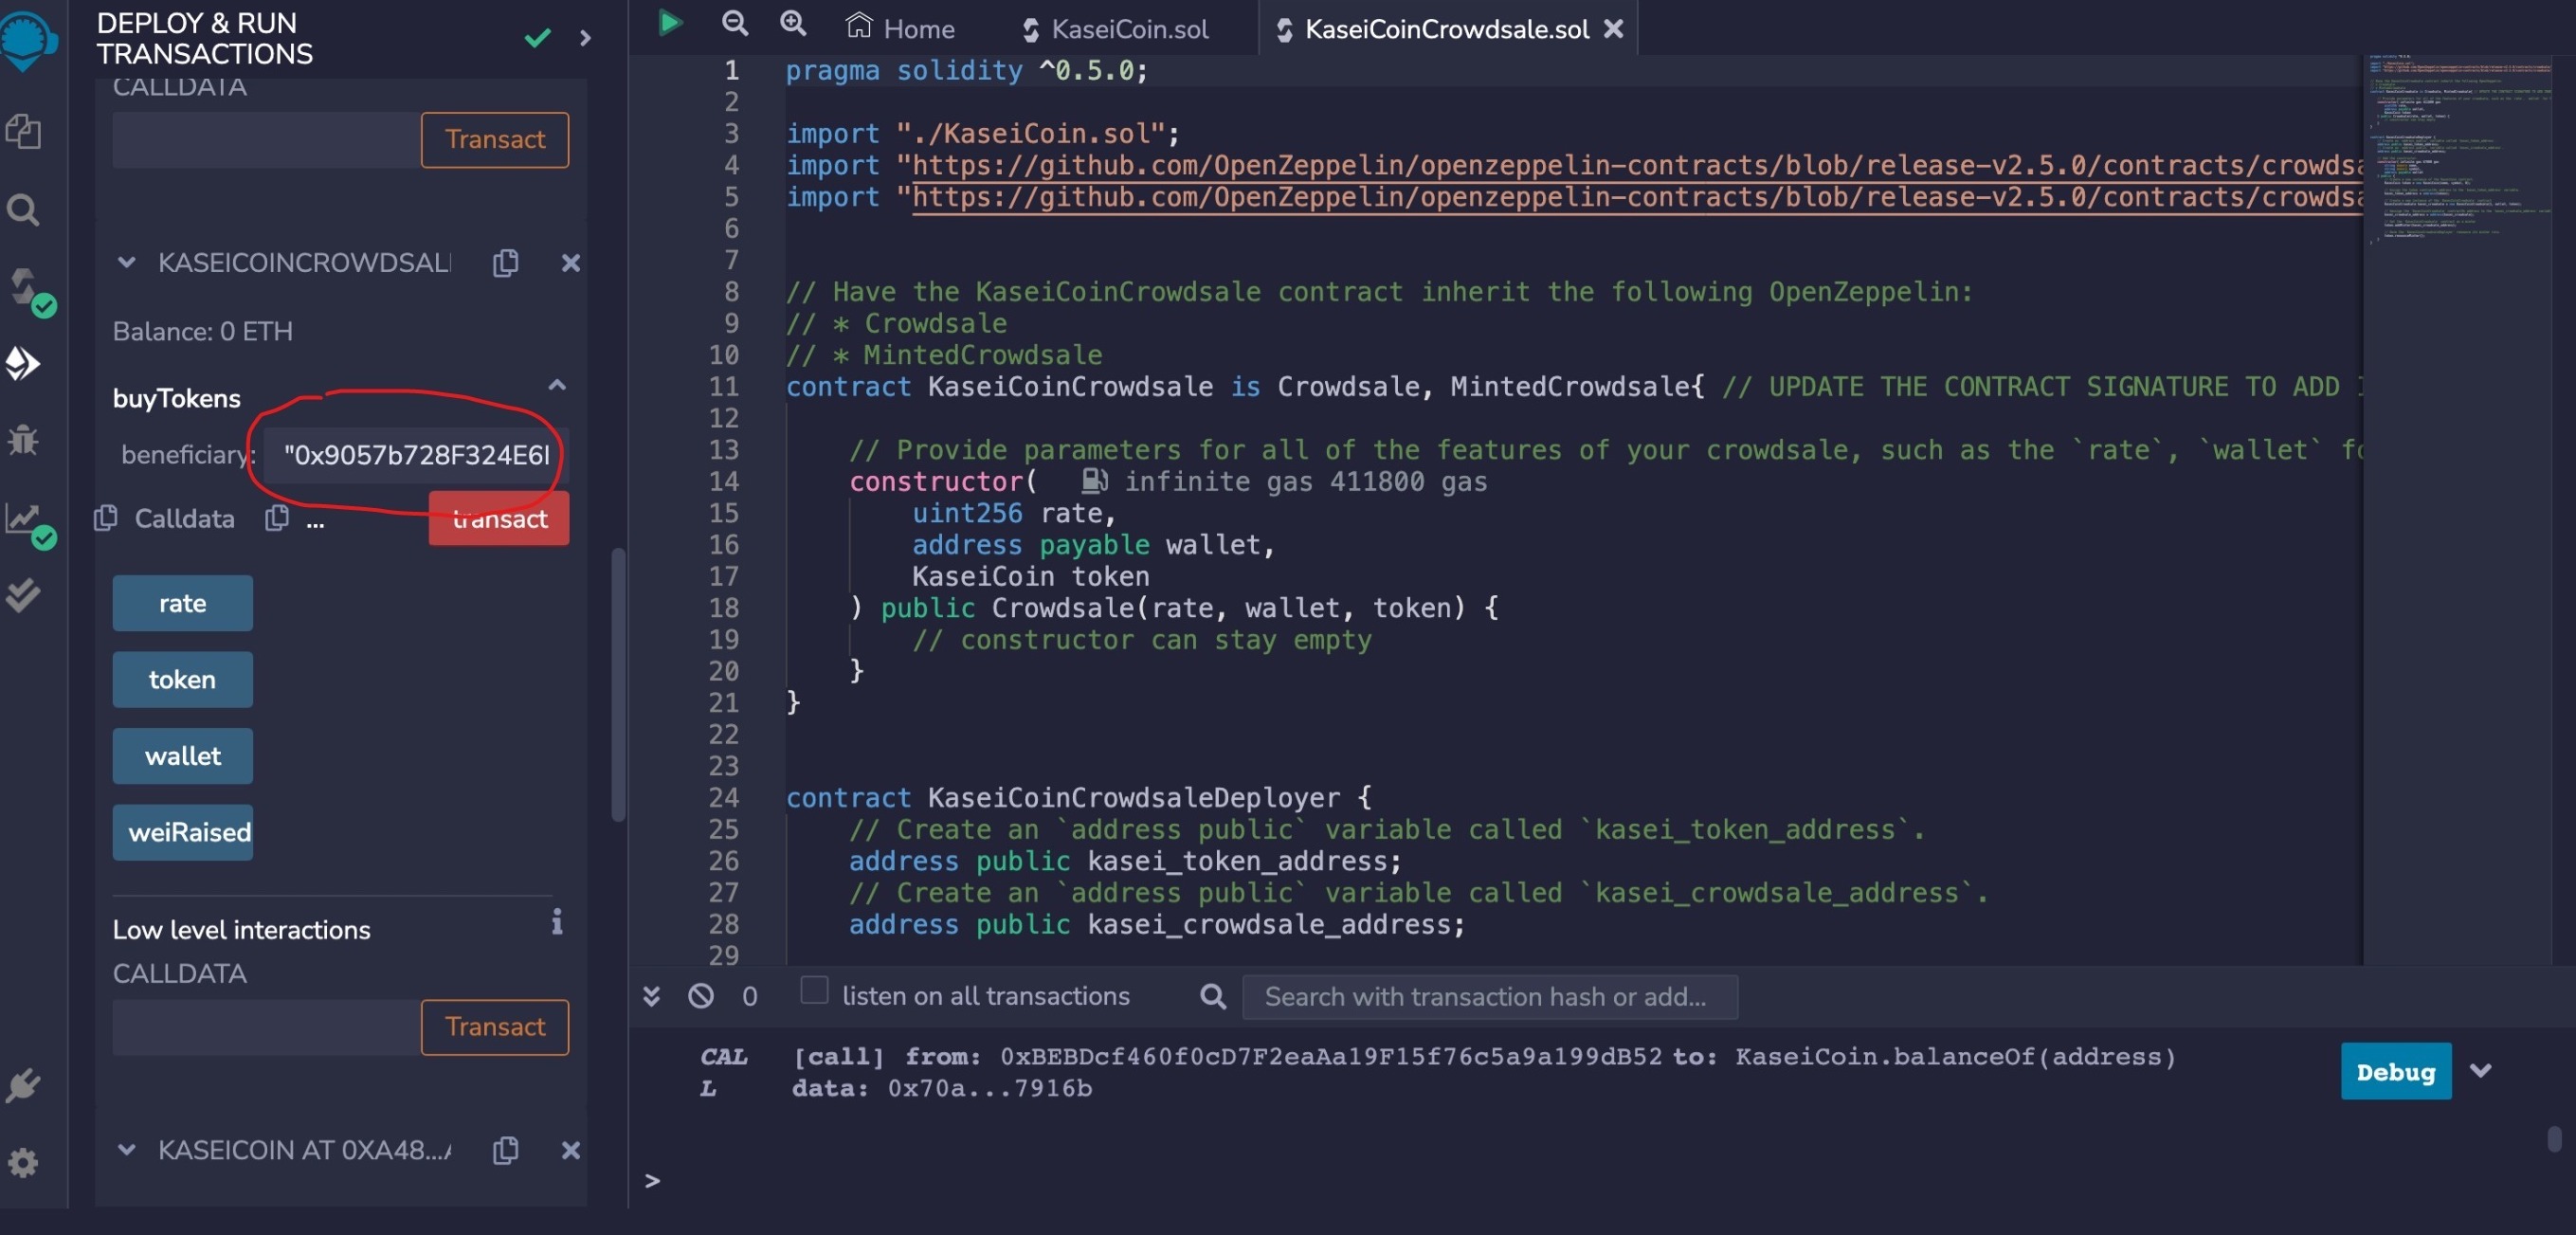 DEPLOY & RUN
TRANSACTIONS
CALLDATA
Transact
KASEICOINCROWDSAL
Balance: 0 ETH
buyTokens
beneficiary:
"0x9057b728F324E6
Calldata
...
transact
rate
token
wallet
weiRaised
Low level interactions
CALLDATA
Transact
KASEICOIN AT 0XA48...
Home
KaseiCoin.sol
KaseiCoinCrowdsale.sol
1 pragma solidity ^0.5.0;
2
3 import "./KaseiCoin.sol";
4 import "https://github.com/OpenZeppelin/openzeppelin-contracts/blob/release-v2.5.0/contracts/crowdsa
5 import "https://github.com/OpenZeppelin/openzeppelin-contracts/blob/release-v2.5.0/contracts/crowdsa
6
7
8 // Have the KaseiCoinCrowdsale contract inherit the following OpenZeppelin:
9 // * Crowdsale
10 // * MintedCrowdsale
11 contract KaseiCoinCrowdsale is Crowdsale, MintedCrowdsale{ // UPDATE THE CONTRACT SIGNATURE TO ADD
12
13 // Provide parameters for all of the features of your crowdsale, such as the `rate`, `wallet` fo
14 constructor( infinite gas 411800 gas
15 uint256 rate,
16 address payable wallet,
17 KaseiCoin token
18 ) public Crowdsale(rate, wallet, token) {
19 // constructor can stay empty
20 }
21 }
22
23
24 contract KaseiCoinCrowdsaleDeployer {
25 // Create an `address public` variable called `kasei_token_address`.
26 address public kasei_token_address;
27 // Create an `address public` variable called `kasei_crowdsale_address`.
28 address public kasei_crowdsale_address;
29
0
listen on all transactions
Search with transaction hash or add...
CAL
L
[call] from: 0xBEBDcf460f0cD7F2eaAa19F15f76c5a9a199dB52 to: KaseiCoin.balanceOf(address)
data: 0x70a...7916b
Debug
>